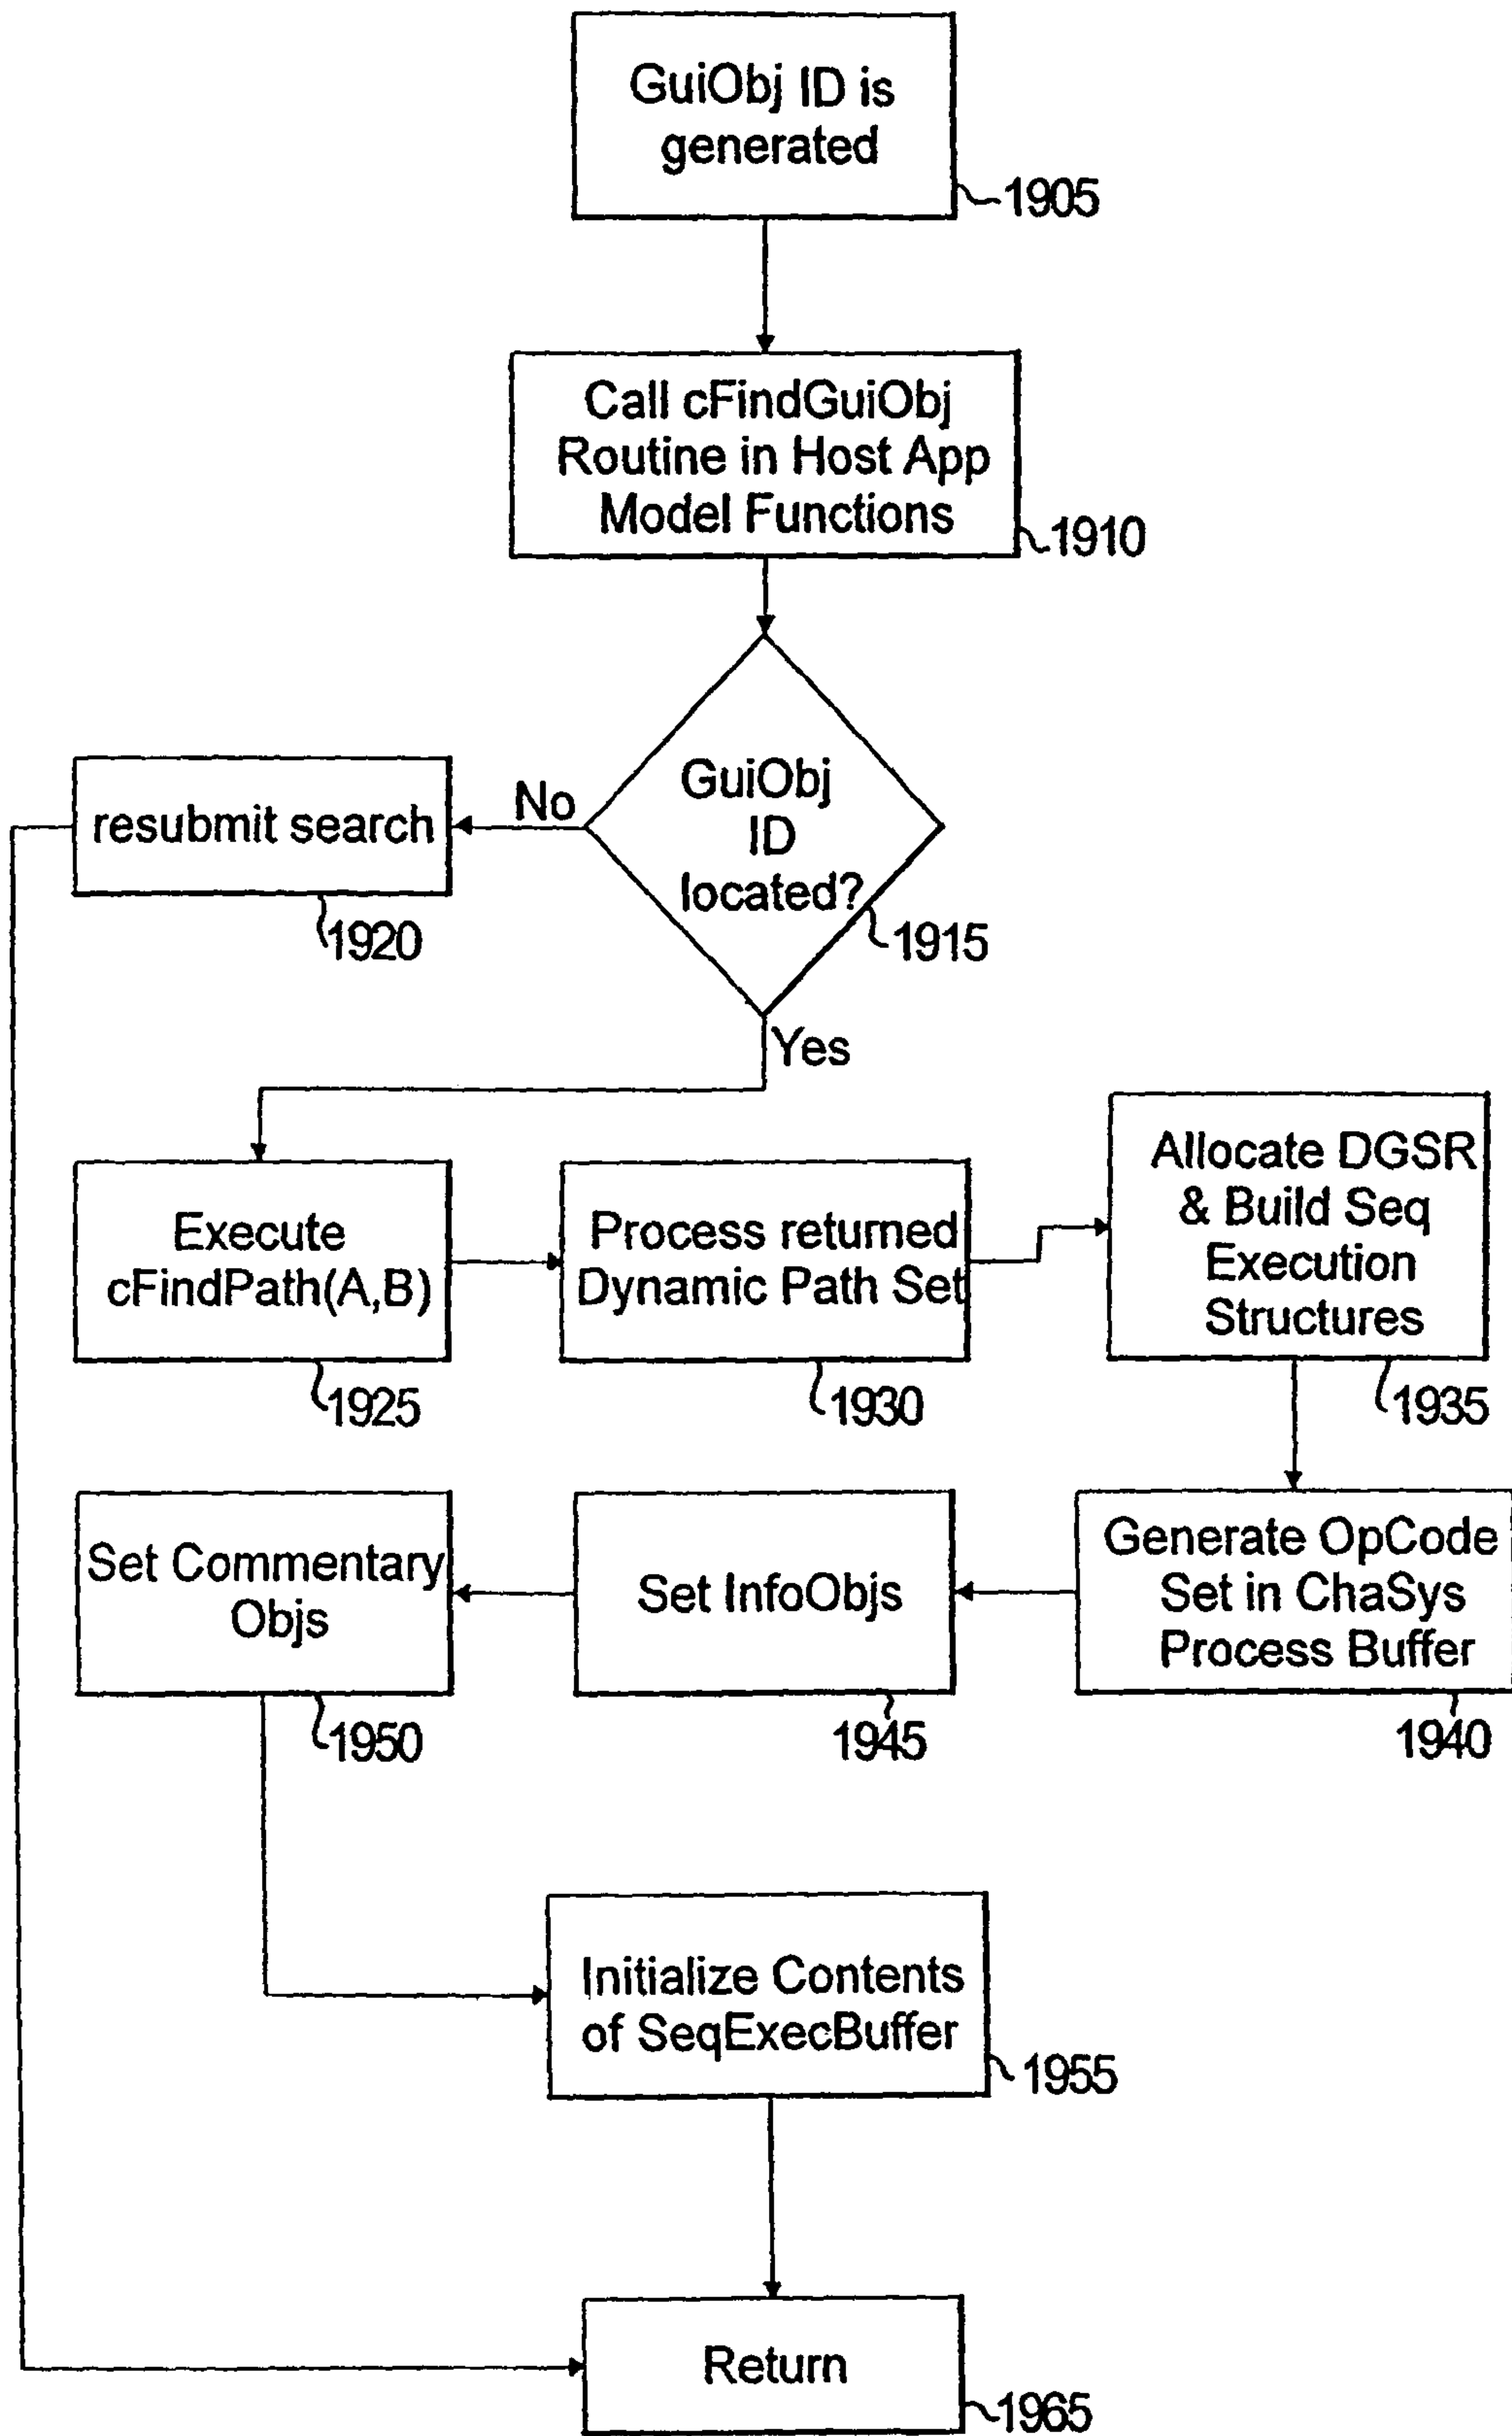 GuiObj ID is
generated
1905
Call cFindGuiObj
Routine in Host App
Model Functions
1910
GuiObj
ID
located?
1915
No
resubmit search
1920
Yes
Execute
cFindPath(A,B)
1925
Process returned
Dynamic Path Set
1930
Allocate DGSR
& Build Seq
Execution
Structures
1935
Generate OpCode
Set in ChaSys
Process Buffer
1940
Set InfoObjs
1945
Set Commentary
Objs
1950
Initialize Contents
of SeqExecBuffer
1955
Return
1965